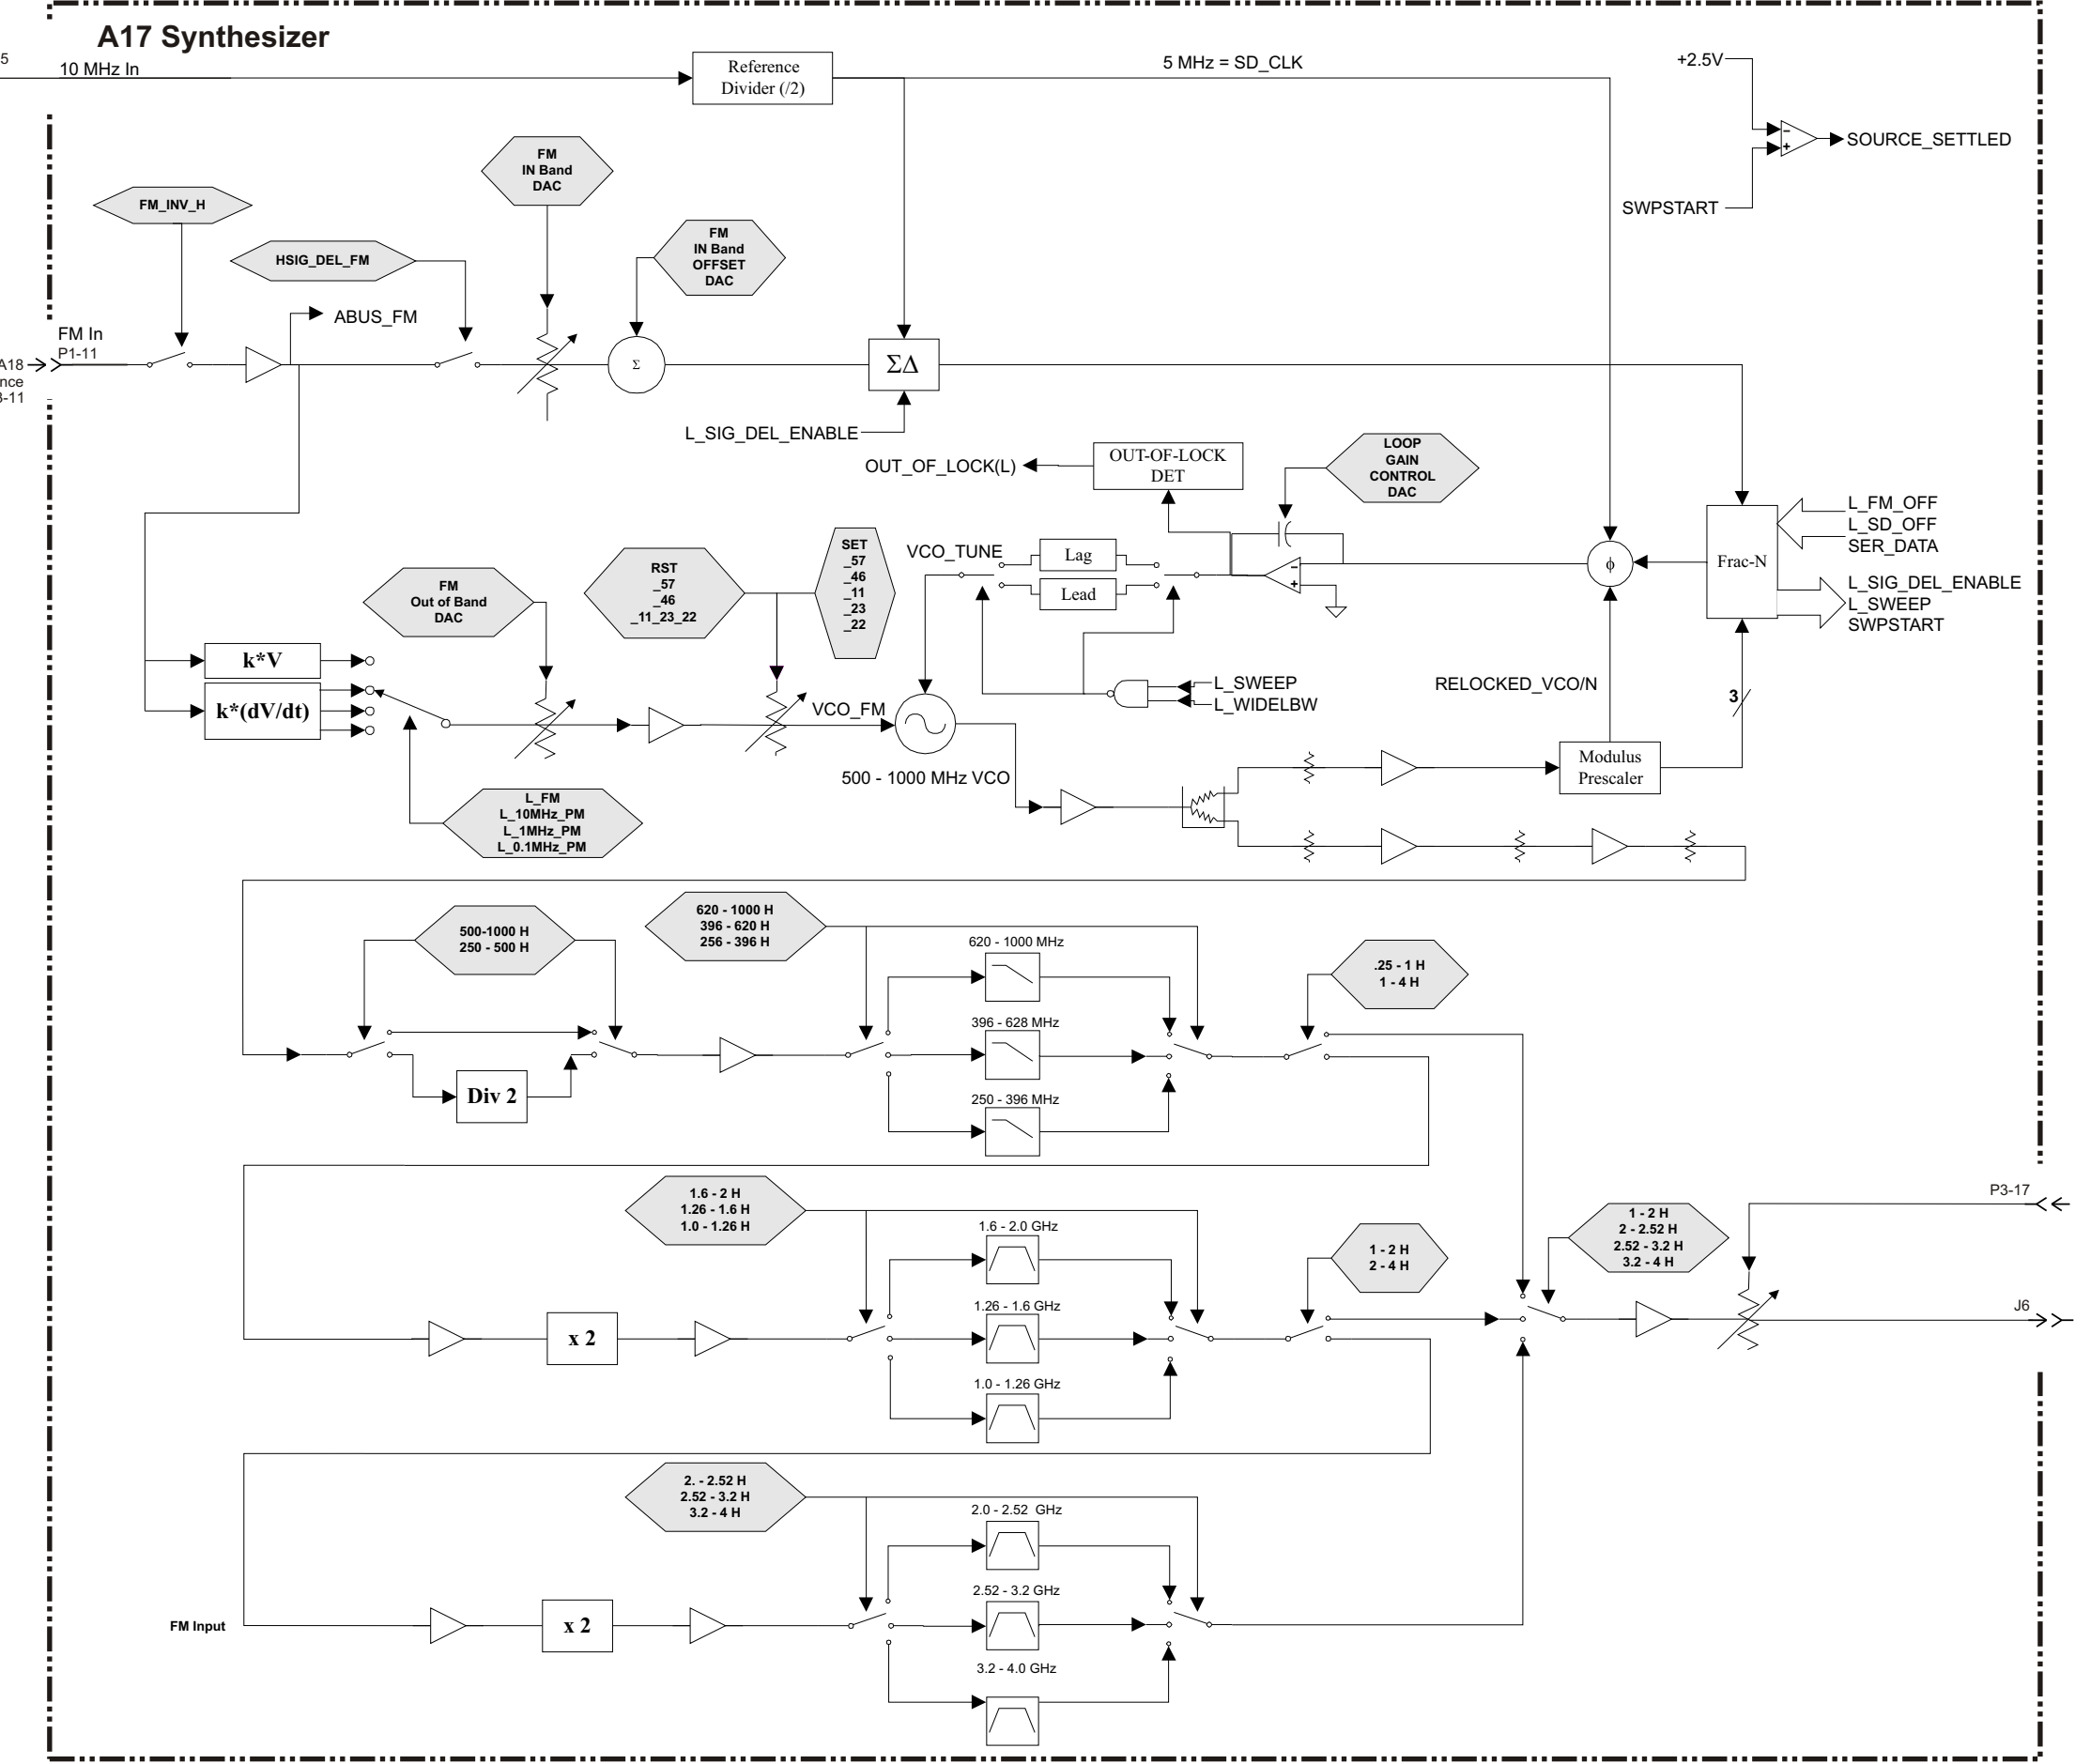 A17 Synthesizer
5
10 MHz In
Reference
Divider (/2)
5 MHz = SD_CLK
+2.5V
−
+
SOURCE_SETTLED
SWPSTART
FM
IN Band
DAC
FM_INV_H
FM
IN Band
OFFSET
DAC
HSIG_DEL_FM
ABUS_FM
FM In
P1-11
A18
nce
3-11
Σ
ΣΔ
L_SIG_DEL_ENABLE
OUT_OF_LOCK(L)
OUT-OF-LOCK
DET
LOOP
GAIN
CONTROL
DAC
L_FM_OFF
L_SD_OFF
SER_DATA
Frac-N
L_SIG_DEL_ENABLE
L_SWEEP
SWPSTART
ϕ
−
+
VCO_TUNE
Lag
Lead
SET
_57
_46
_11
_23
_22
RST
_57
_46
_11_23_22
FM
Out of Band
DAC
k*V
k*(dV/dt)
VCO_FM
L_SWEEP
L_WIDELBW
RELOCKED_VCO/N
3
Modulus
Prescaler
500 - 1000 MHz VCO
L_FM
L_10MHz_PM
L_1MHz_PM
L_0.1MHz_PM
500-1000 H
250 - 500 H
620 - 1000 H
396 - 620 H
256 - 396 H
620 - 1000 MHz
.25 - 1 H
1 - 4 H
396 - 628 MHz
Div 2
250 - 396 MHz
1.6 - 2 H
1.26 - 1.6 H
1.0 - 1.26 H
1.6 - 2.0 GHz
1 - 2 H
2 - 4 H
1 - 2 H
2 - 2.52 H
2.52 - 3.2 H
3.2 - 4 H
P3-17
J6
x 2
1.26 - 1.6 GHz
1.0 - 1.26 GHz
2. - 2.52 H
2.52 - 3.2 H
3.2 - 4 H
2.0 - 2.52 GHz
2.52 - 3.2 GHz
FM Input
x 2
3.2 - 4.0 GHz